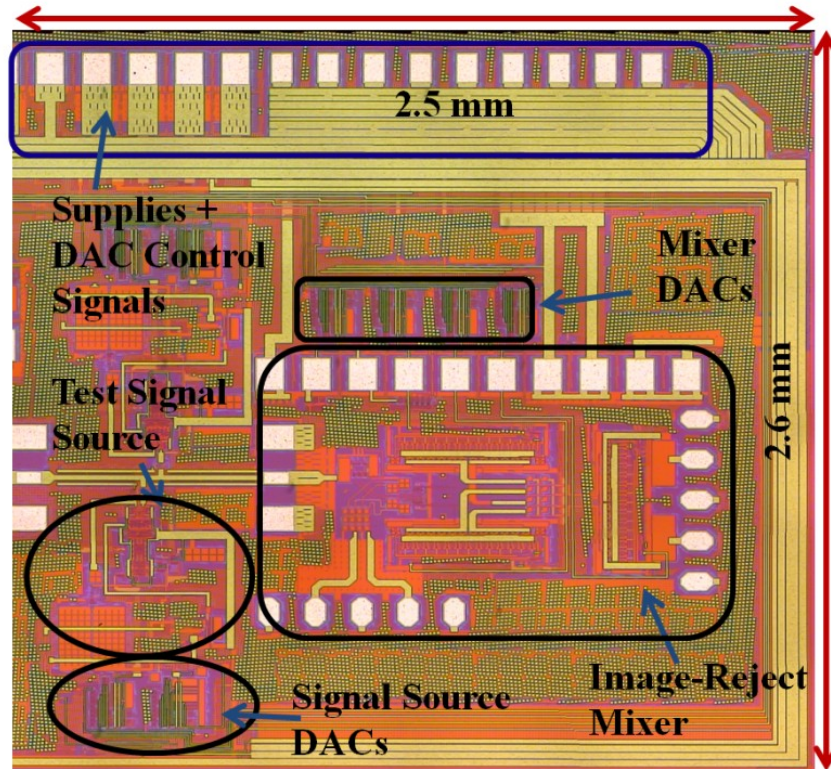 2.5 mm
Supplies +
DAC Control
Signals
Mixer
DACs
Test Signal
Source
2.6 mm
Image-Reject
Mixer
Signal Source
DACs